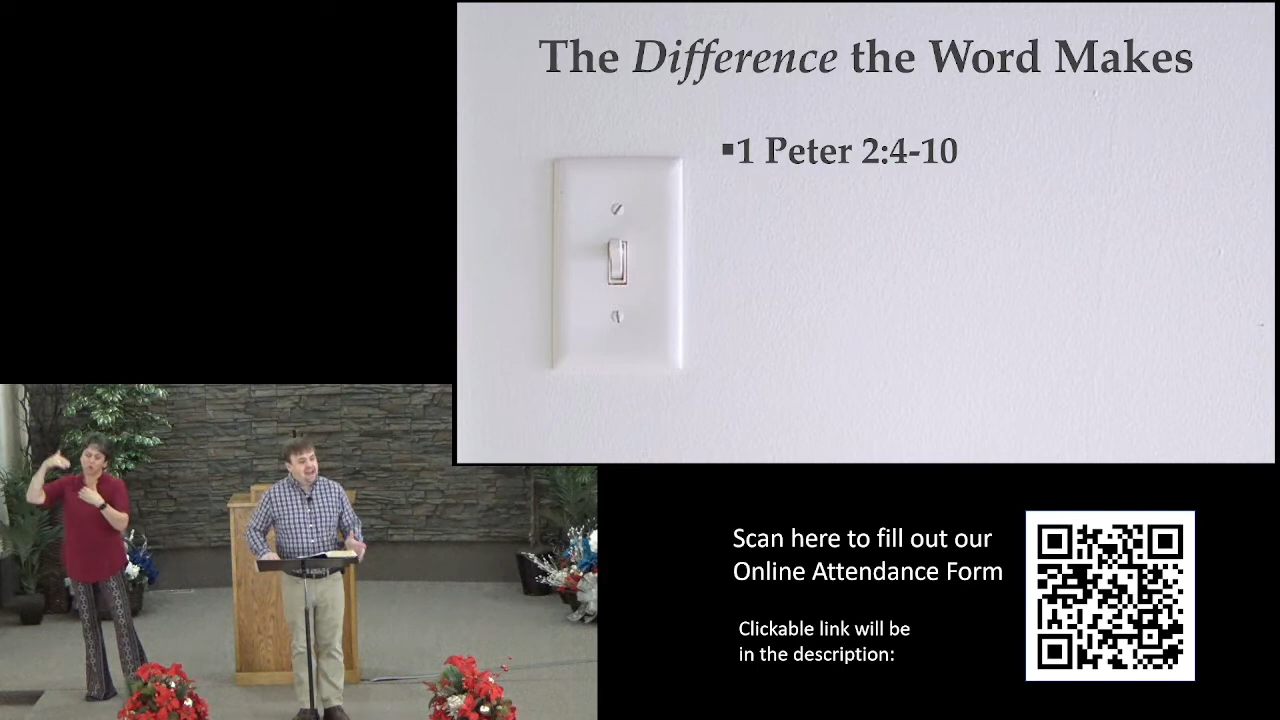 The Difference the Word Makes
▪1 Peter 2:4-10
Scan here to fill out our
Online Attendance Form
Clickable link will be
in the description: